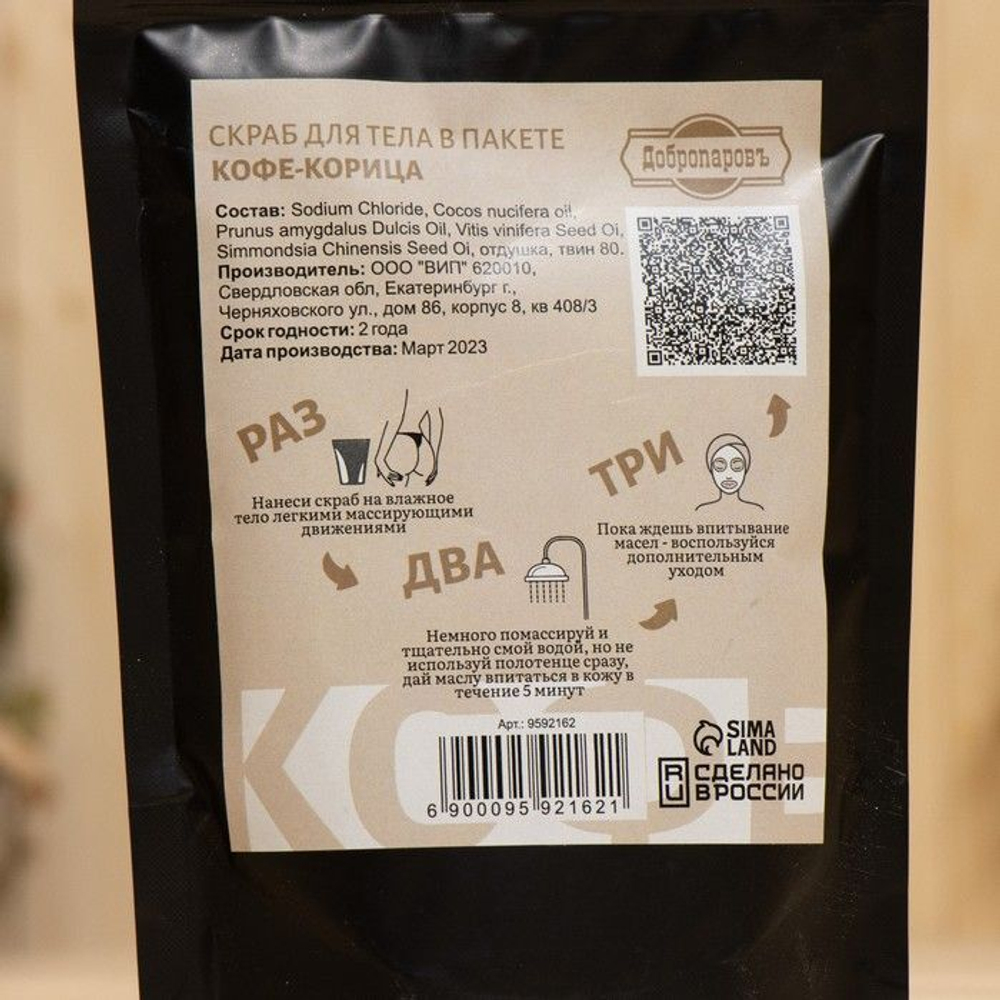 СКРАБ ДЛЯ ТЕЛА В ПАКЕТЕ
КОФЕ-КОРИЦА
Добропаровъ
Состав: Sodium Chloride, Cocos nucifera oil,
Prunus amygdalus Dulcis Oil, Vitis vinifera Seed Oi,
Simmondsia Chinensis Seed Oi, отдушка, твин 80.
Производитель: ООО "ВИП" 620010,
Свердловская обл, Екатеринбург г.,
Черняховского ул., дом 86, корпус 8, кв 408/3
Срок годности: 2 года
Дата производства: Март 2023
РАЗ
Нанеси скраб на влажное
тело легкими массирующими
движениями
ДВА
Немного помассируй и
тщательно смой водой, но не
используй полотенце сразу,
дай маслу впитаться в кожу в
течение 5 минут
ТРИ
Пока ждешь впитывание
масел - воспользуйся
дополнительным
уходом
КОФЕ
Арт.: 9592162
6 900095 921621
SIMA
LAND
RU
СДЕЛАНО
В РОССИИ